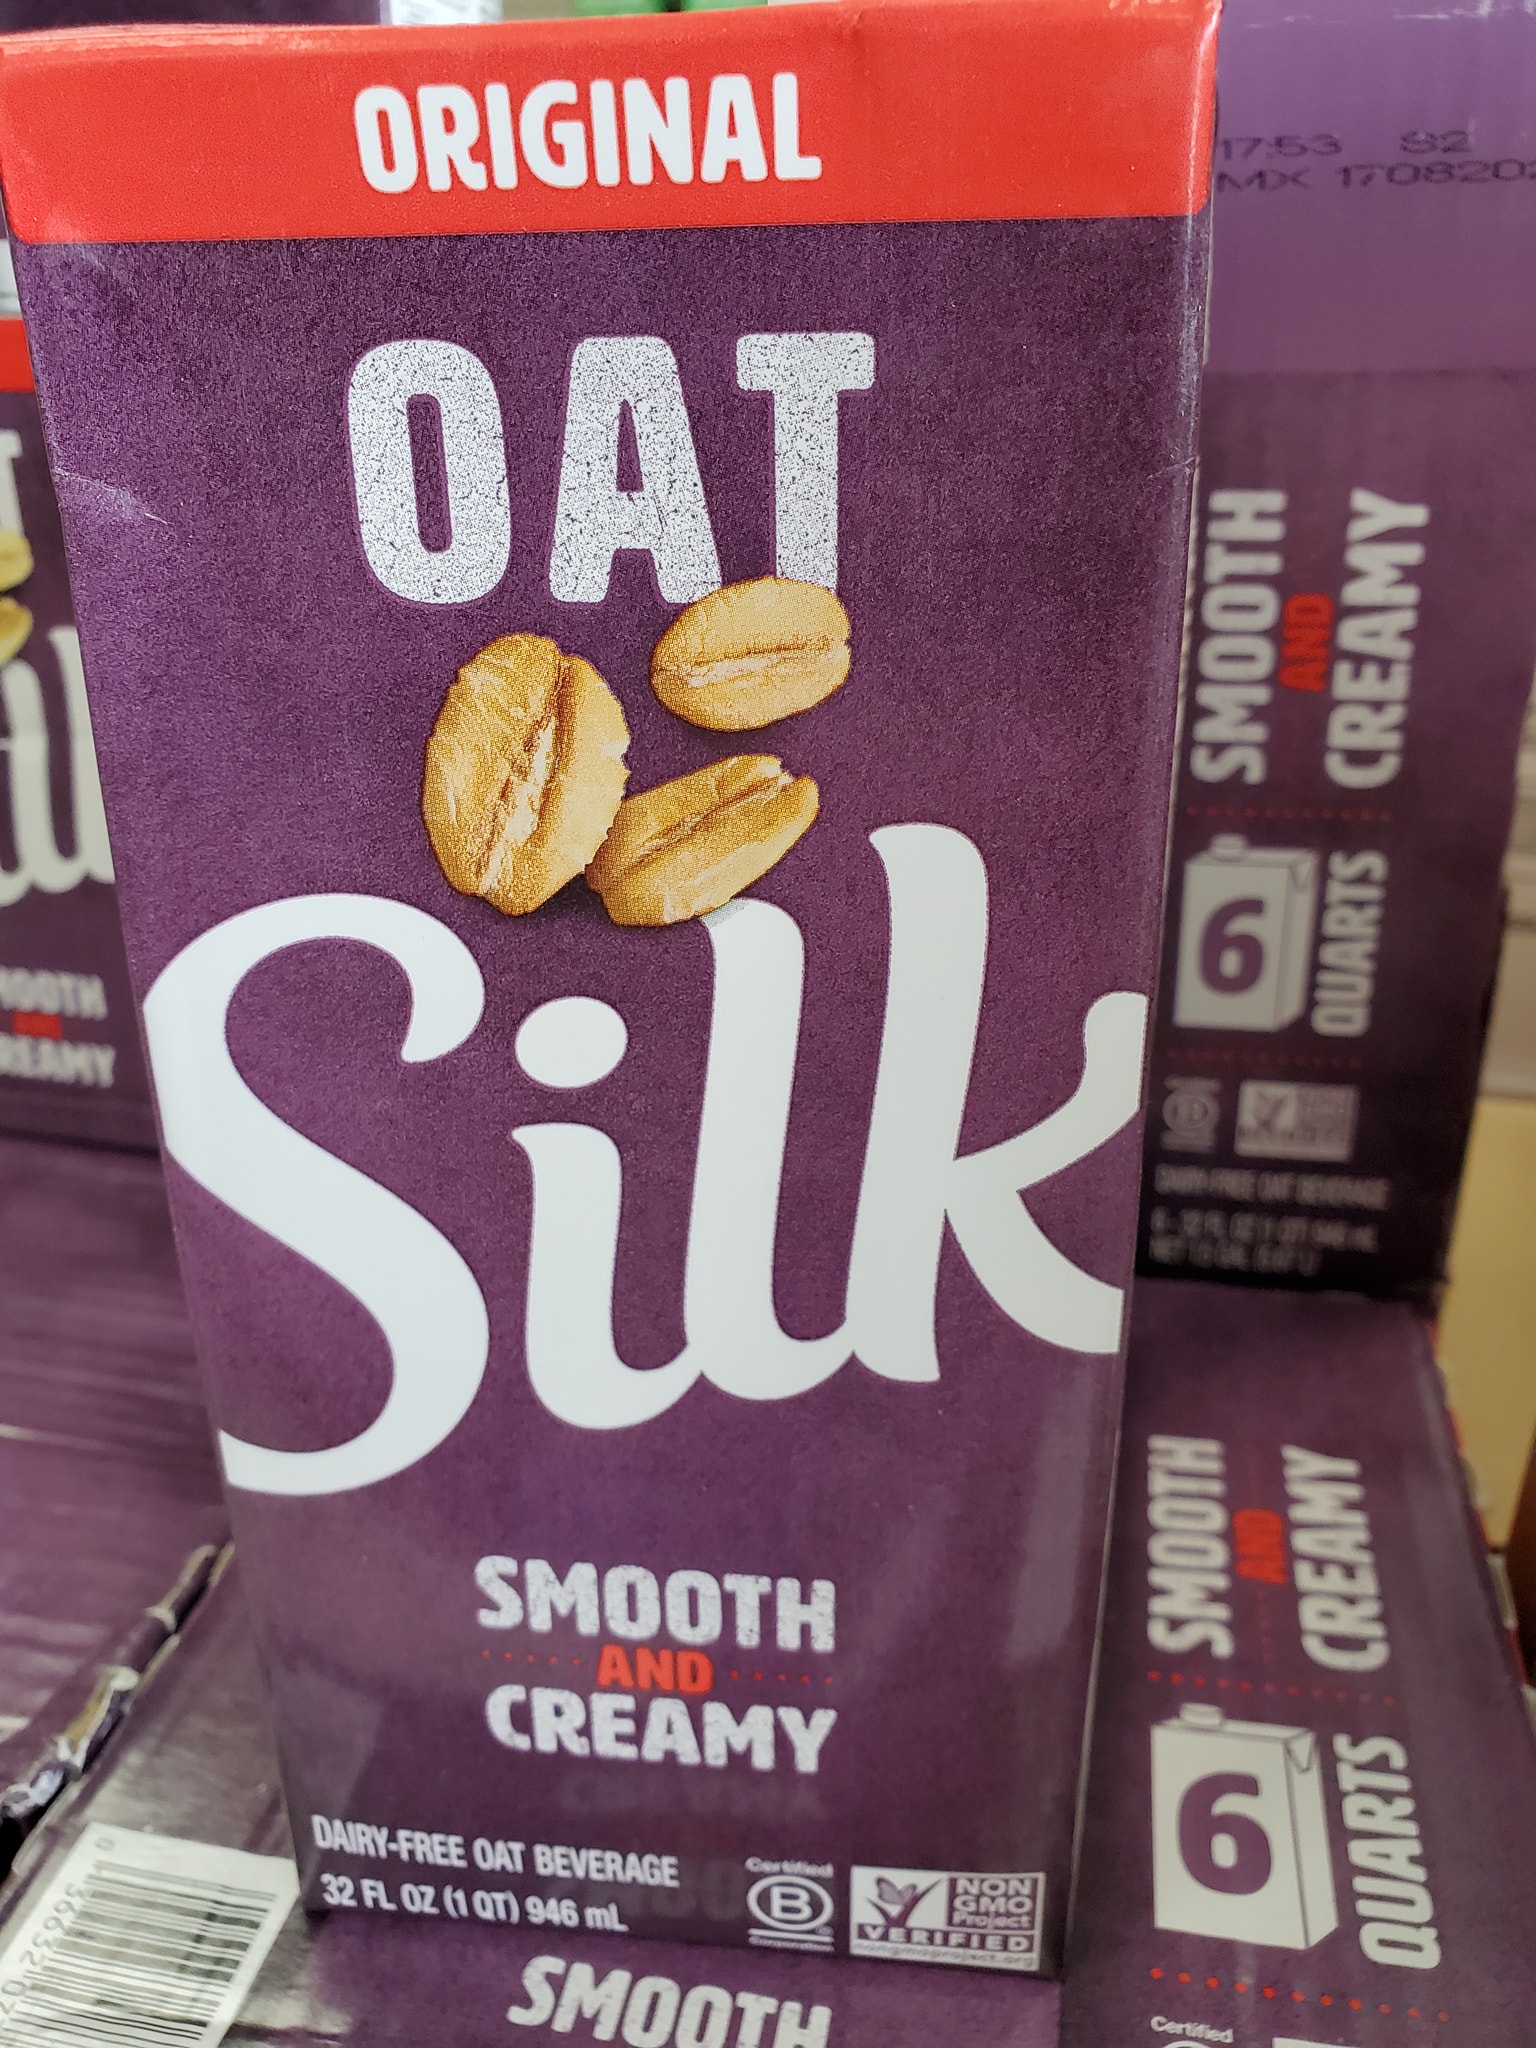 ORIGINAL
OAT
Silk
SMOOTH
AND
CREAMY
DAIRY-FREE OAT BEVERAGE
32 FL OZ (1 QT) 946 mL
Certified
B
Corporation
NON
GMO
Project
VERIFIED
nongmoproject.org
SMOOTH
17:53 S2
MX 1708202
SMOOTH
AND
CREAMY
6
QUARTS
DAIRY-FREE OAT BEVERAGE
SMOOTH
AND
CREAMY
6
QUARTS
Certified